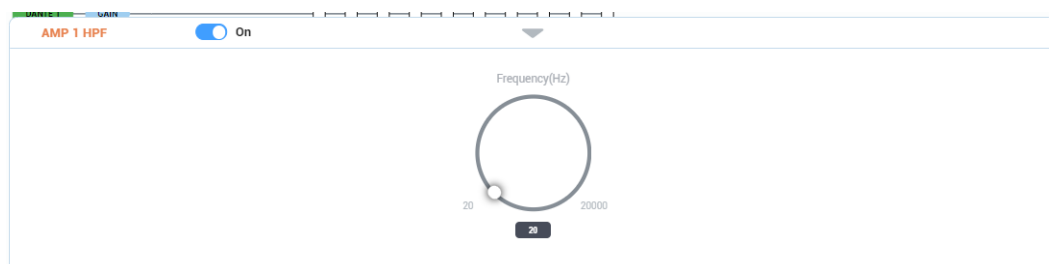 DANTE 1 GAIN
AMP 1 HPF On
Frequency(Hz)
20 20000
20